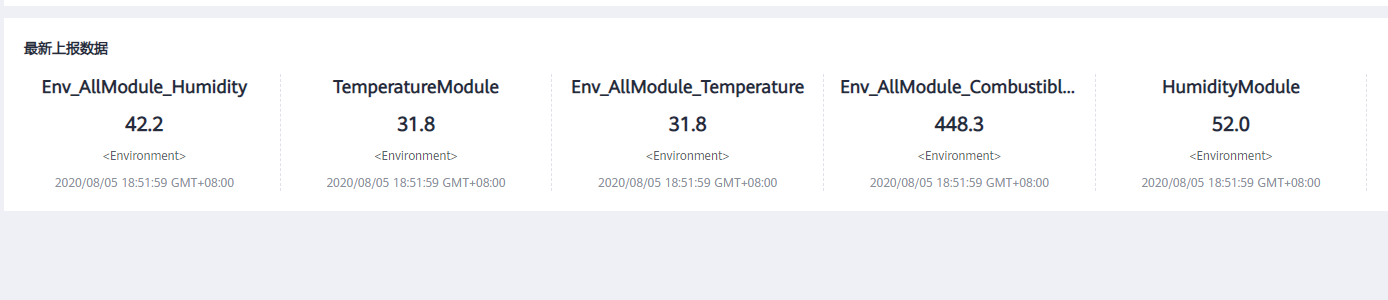 最新上报数据
Env_AllModule_Humidity
42.2
<Environment>
2020/08/05 18:51:59 GMT+08:00
TemperatureModule
31.8
<Environment>
2020/08/05 18:51:59 GMT+08:00
Env_AllModule_Temperature
31.8
<Environment>
2020/08/05 18:51:59 GMT+08:00
Env_AllModule_Combustibl...
448.3
<Environment>
2020/08/05 18:51:59 GMT+08:00
HumidityModule
52.0
<Environment>
2020/08/05 18:51:59 GMT+08:00